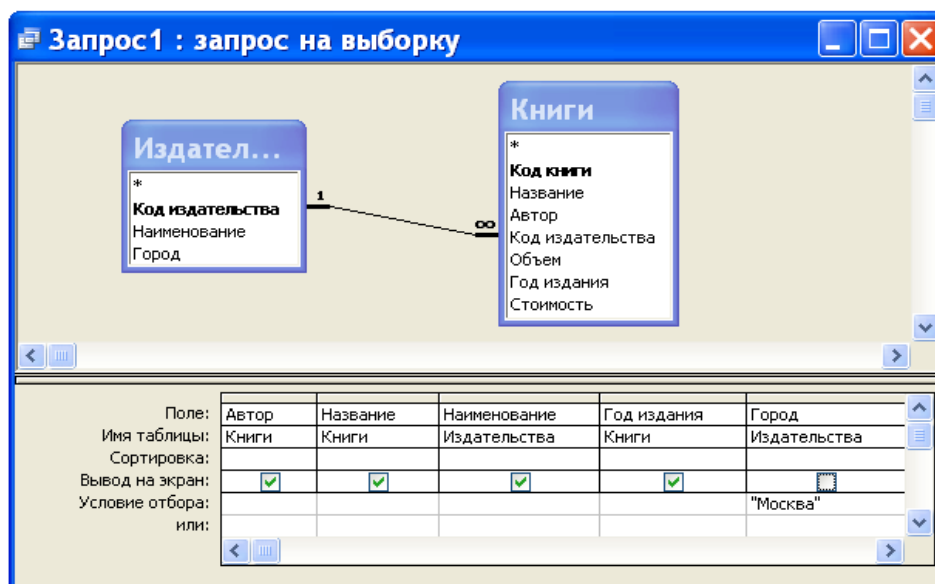 Запрос1 : запрос на выборку
Издател...
*
Код издательства
Наименование
Город
1
∞
Книги
*
Код книги
Название
Автор
Код издательства
Объем
Год издания
Стоимость
Поле: Автор Название Наименование Год издания Город
Имя таблицы: Книги Книги Издательства Книги Издательства
Сортировка:
Вывод на экран:
Условие отбора: "Москва"
или: